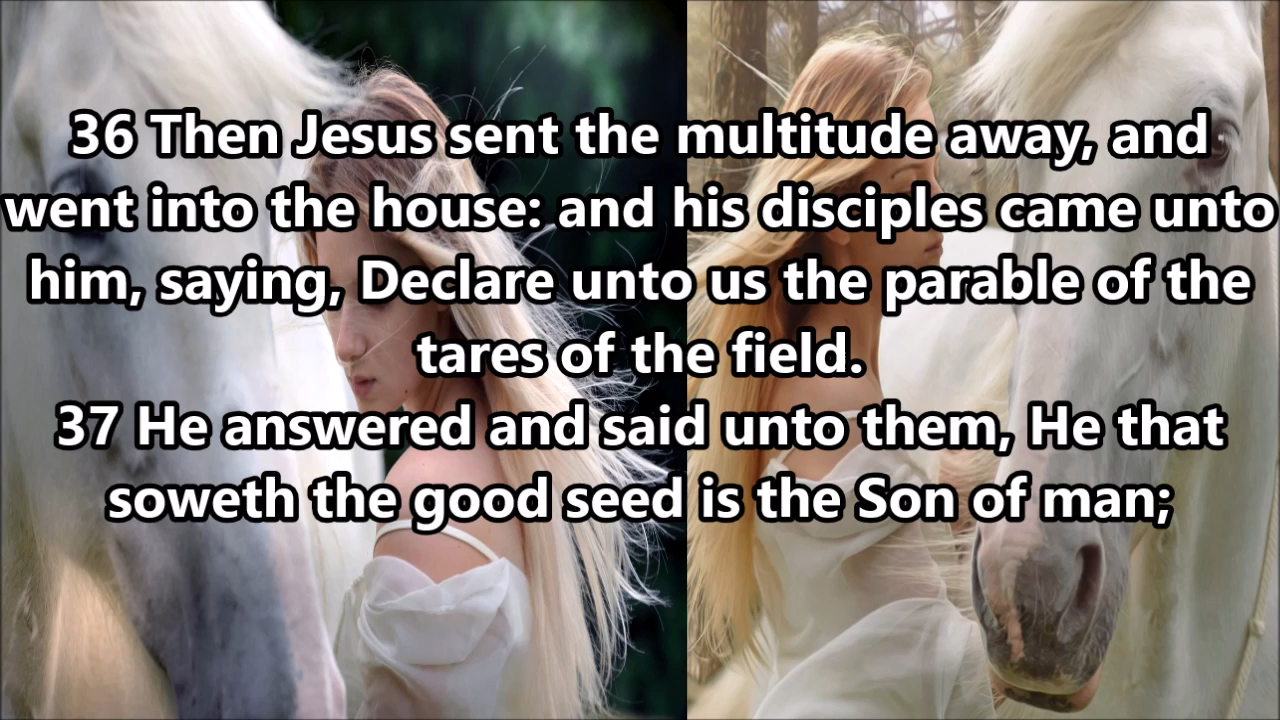 36 Then Jesus sent the multitude away, and
went into the house: and his disciples came unto
him, saying, Declare unto us the parable of the
tares of the field.
37 He answered and said unto them, He that
soweth the good seed is the Son of man;